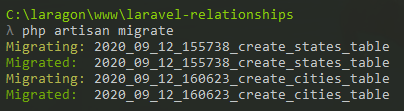 C:\laragon\www\laravel-relationships
λ php artisan migrate
Migrating: 2020_09_12_155738_create_states_table
Migrated:  2020_09_12_155738_create_states_table
Migrating: 2020_09_12_160623_create_cities_table
Migrated:  2020_09_12_160623_create_cities_table